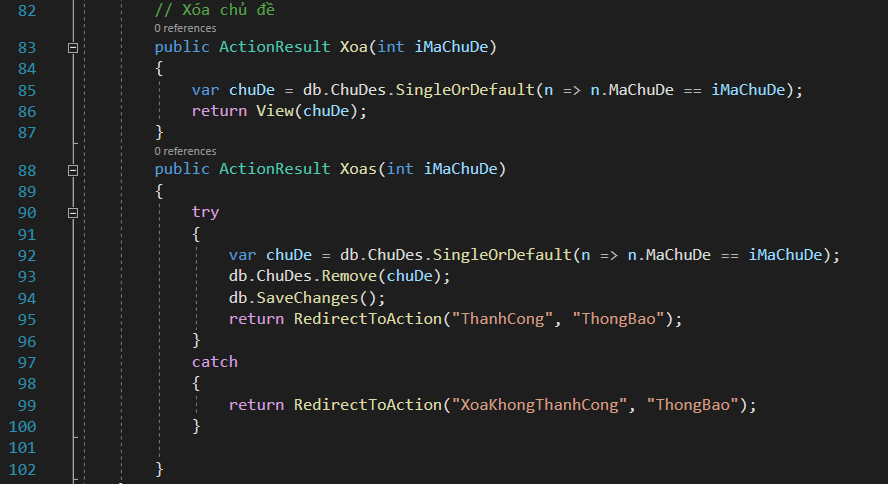 82 // Xóa chủ đề
0 references
83 public ActionResult Xoa(int iMaChuDe)
84 {
85 var chuDe = db.ChuDes.SingleOrDefault(n => n.MaChuDe == iMaChuDe);
86 return View(chuDe);
87 }
0 references
88 public ActionResult Xoas(int iMaChuDe)
89 {
90 try
91 {
92 var chuDe = db.ChuDes.SingleOrDefault(n => n.MaChuDe == iMaChuDe);
93 db.ChuDes.Remove(chuDe);
94 db.SaveChanges();
95 return RedirectToAction("ThanhCong", "ThongBao");
96 }
97 catch
98 {
99 return RedirectToAction("XoaKhongThanhCong", "ThongBao");
100 }
101
102 }